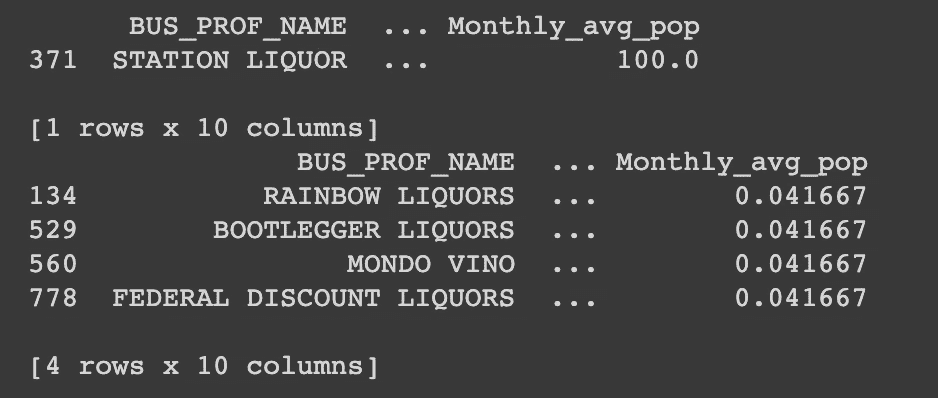 BUS_PROF_NAME ... Monthly_avg_pop
371 STATION LIQUOR ... 100.0
[1 rows x 10 columns]
BUS_PROF_NAME ... Monthly_avg_pop
134 RAINBOW LIQUORS ... 0.041667
529 BOOTLEGGER LIQUORS ... 0.041667
560 MONDO VINO ... 0.041667
778 FEDERAL DISCOUNT LIQUORS ... 0.041667
[4 rows x 10 columns]